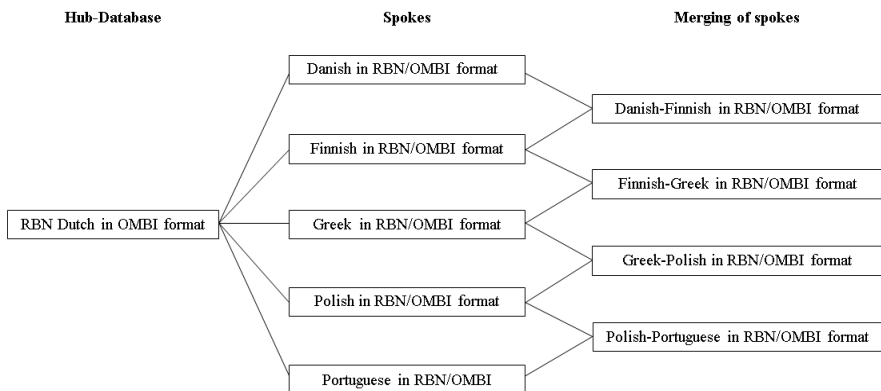 Hub-Database
Spokes
Merging of spokes
Danish in RBN/OMBI format
Danish-Finnish in RBN/OMBI format
Finnish in RBN/OMBI format
Finnish-Greek in RBN/OMBI format
RBN Dutch in OMBI format
Greek in RBN/OMBI format
Greek-Polish in RBN/OMBI format
Polish in RBN/OMBI format
Polish-Portuguese in RBN/OMBI format
Portuguese in RBN/OMBI